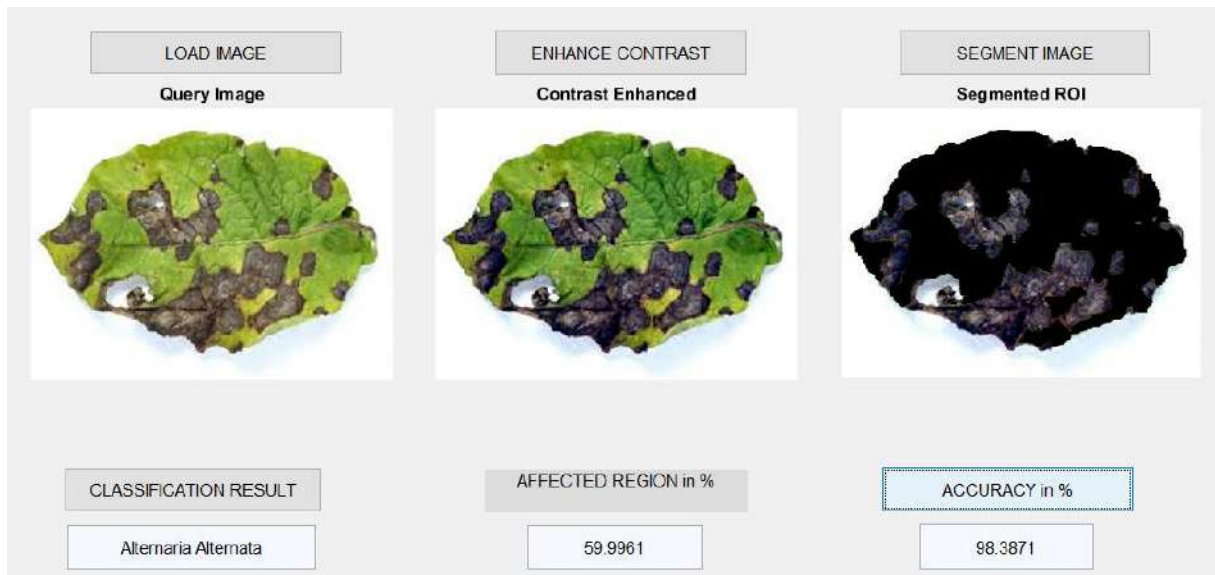 LOAD IMAGE
ENHANCE CONTRAST
SEGMENT IMAGE
Query Image
Contrast Enhanced
Segmented ROI
CLASSIFICATION RESULT
AFFECTED REGION in %
ACCURACY in %
Alternaria Alternata
59.9961
98.3871